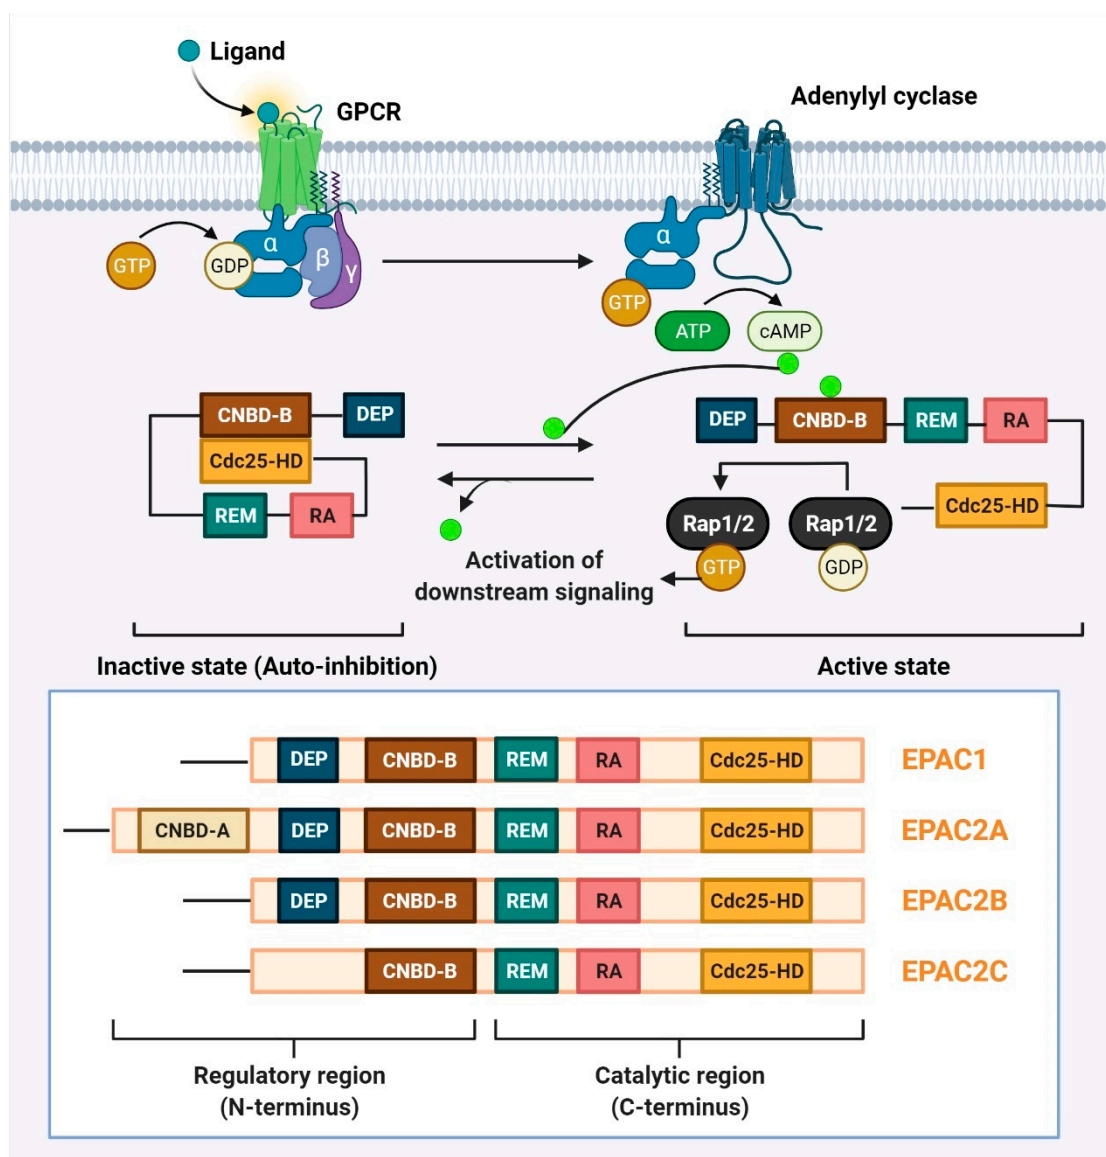 Ligand
GPCR
Adenylyl cyclase
GTP
GDP
α
β
γ
α
GTP
ATP
cAMP
CNBD-B
DEP
Cdc25-HD
REM
RA
DEP
CNBD-B
REM
RA
Cdc25-HD
Rap1/2
Rap1/2
GTP
GDP
Activation of
downstream signaling
Inactive state (Auto-inhibition)
Active state
DEP CNBD-B REM RA Cdc25-HD EPAC1
CNBD-A DEP CNBD-B REM RA Cdc25-HD EPAC2A
DEP CNBD-B REM RA Cdc25-HD EPAC2B
CNBD-B REM RA Cdc25-HD EPAC2C
Regulatory region
(N-terminus)
Catalytic region
(C-terminus)